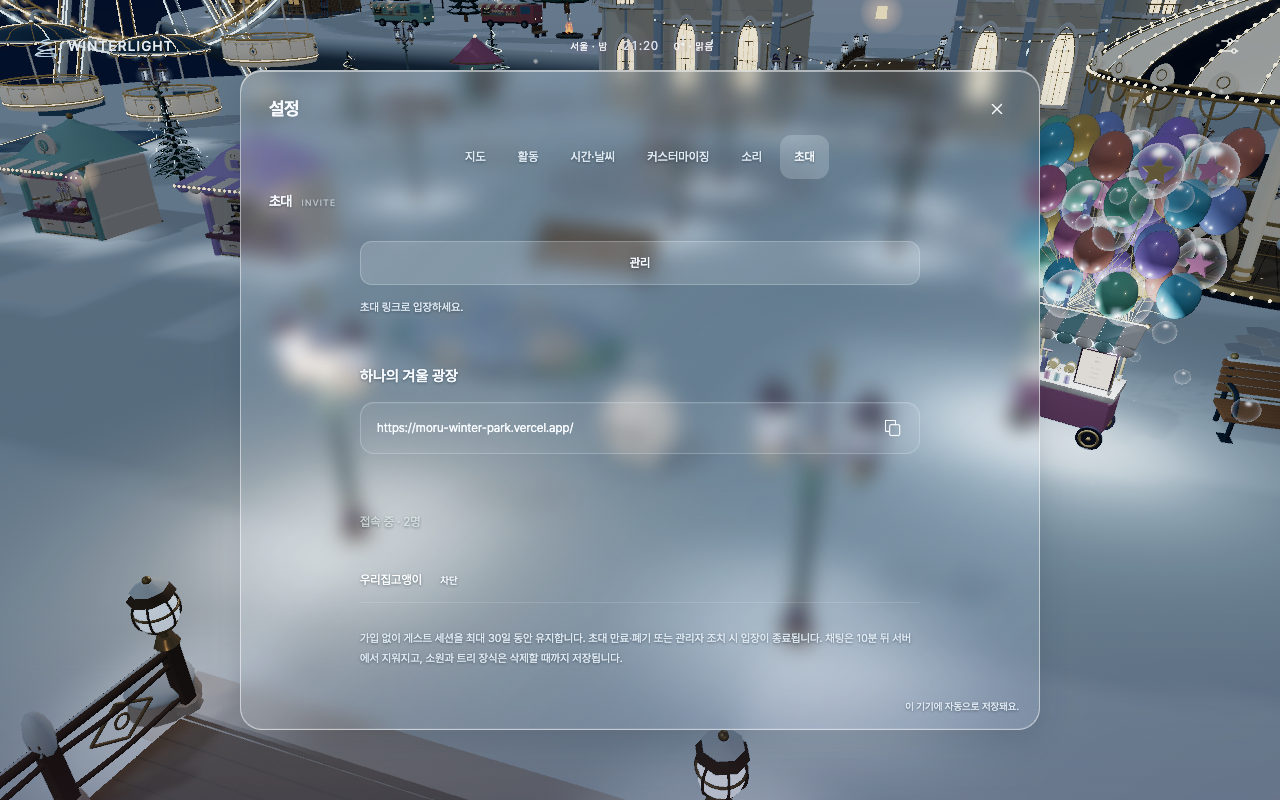 WINTERLIGHT
서울 · 밤 21:20 0° 맑음
설정
지도 활동 시간·날씨 커스터마이징 소리 초대
초대 INVITE
관리
초대 링크로 입장하세요.
하나의 겨울 광장
https://moru-winter-park.vercel.app/
접속 중 · 2명
우리집고앵이 차단
가입 없이 게스트 세션을 최대 30일 동안 유지합니다. 초대 만료·폐기 또는 관리자 조치 시 입장이 종료됩니다. 채팅은 10분 뒤 서버
에서 지워지고, 소원과 트리 장식은 삭제할 때까지 저장됩니다.
이 기기에 자동으로 저장돼요.